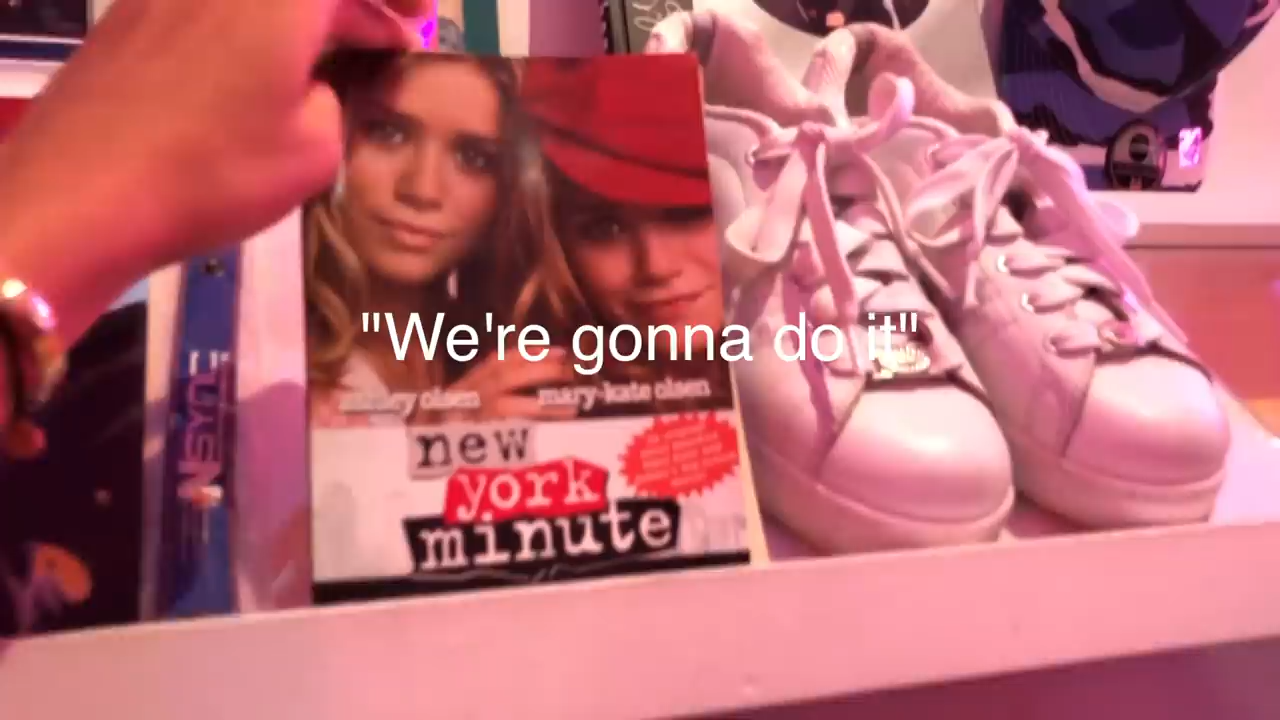 "We're gonna do it"
ashley olsen
mary-kate olsen
new
york
minute
NSYNC